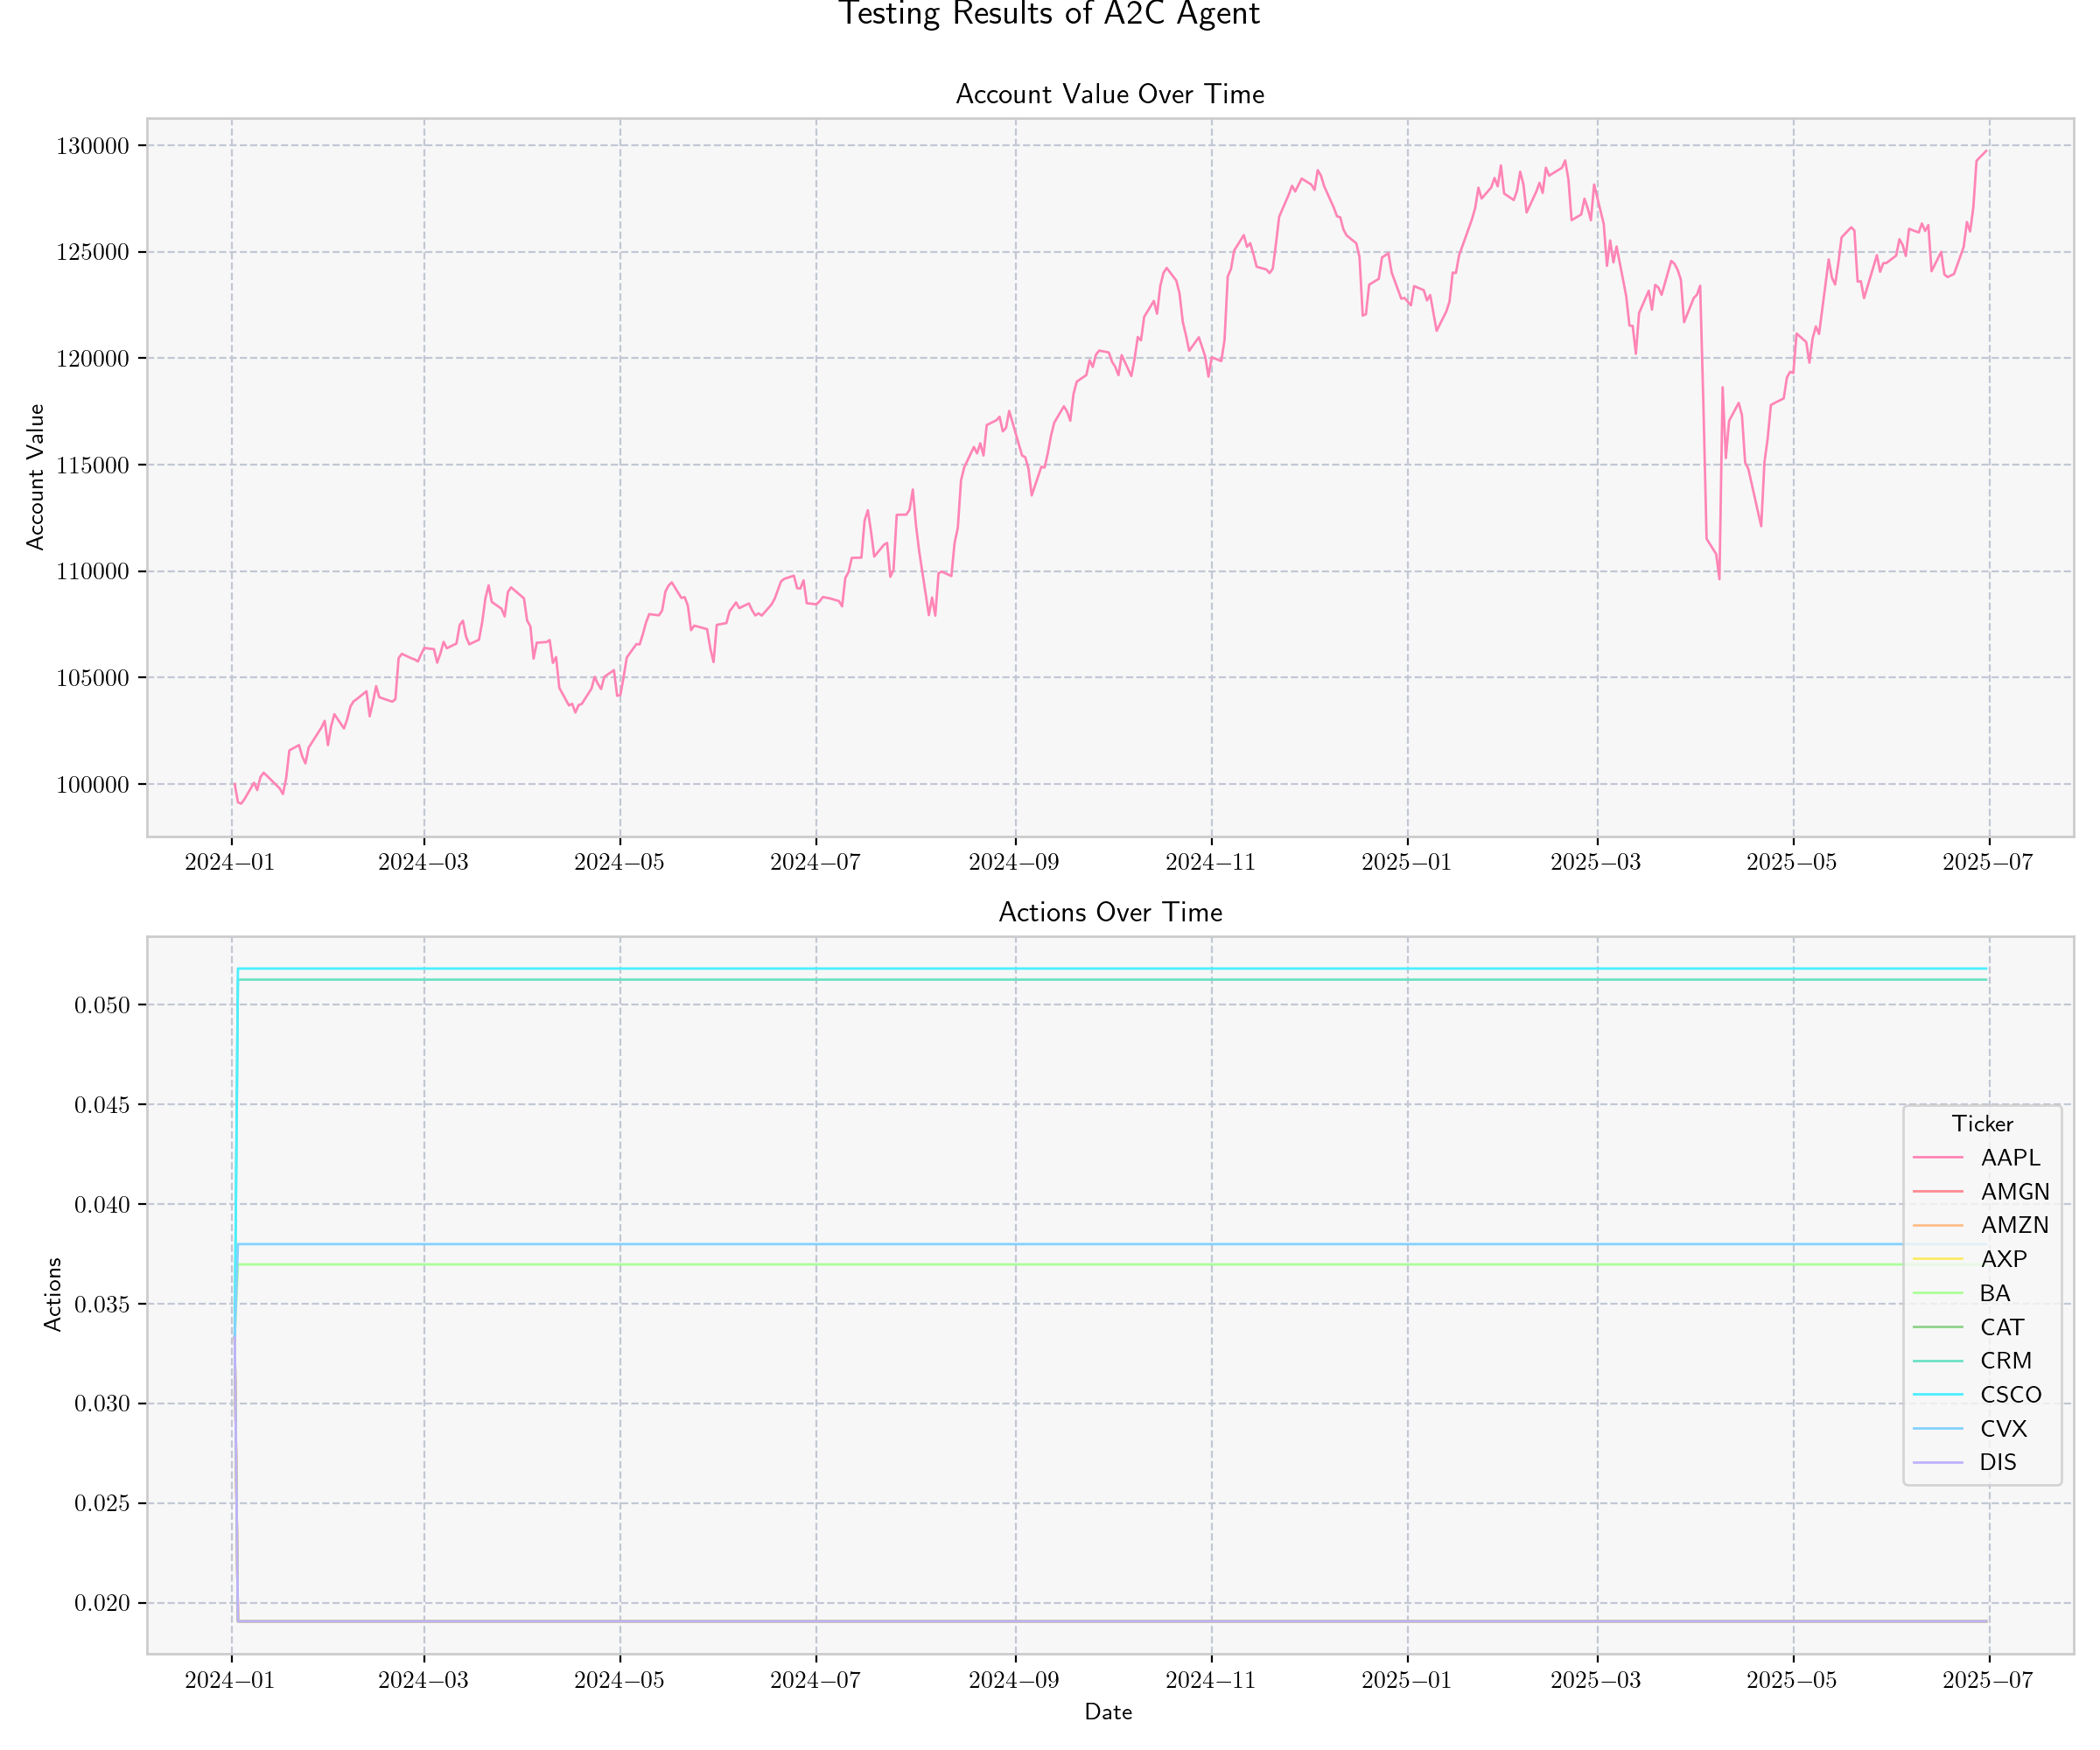 Testing Results of A2C Agent
Account Value Over Time
Account Value
130000
125000
120000
115000
110000
105000
100000
2024–01 2024–03 2024–05 2024–07 2024–09 2024–11 2025–01 2025–03 2025–05 2025–07
Actions Over Time
Actions
0.050
0.045
0.040
0.035
0.030
0.025
0.020
Ticker
AAPL
AMGN
AMZN
AXP
BA
CAT
CRM
CSCO
CVX
DIS
2024–01 2024–03 2024–05 2024–07 2024–09 2024–11 2025–01 2025–03 2025–05 2025–07
Date